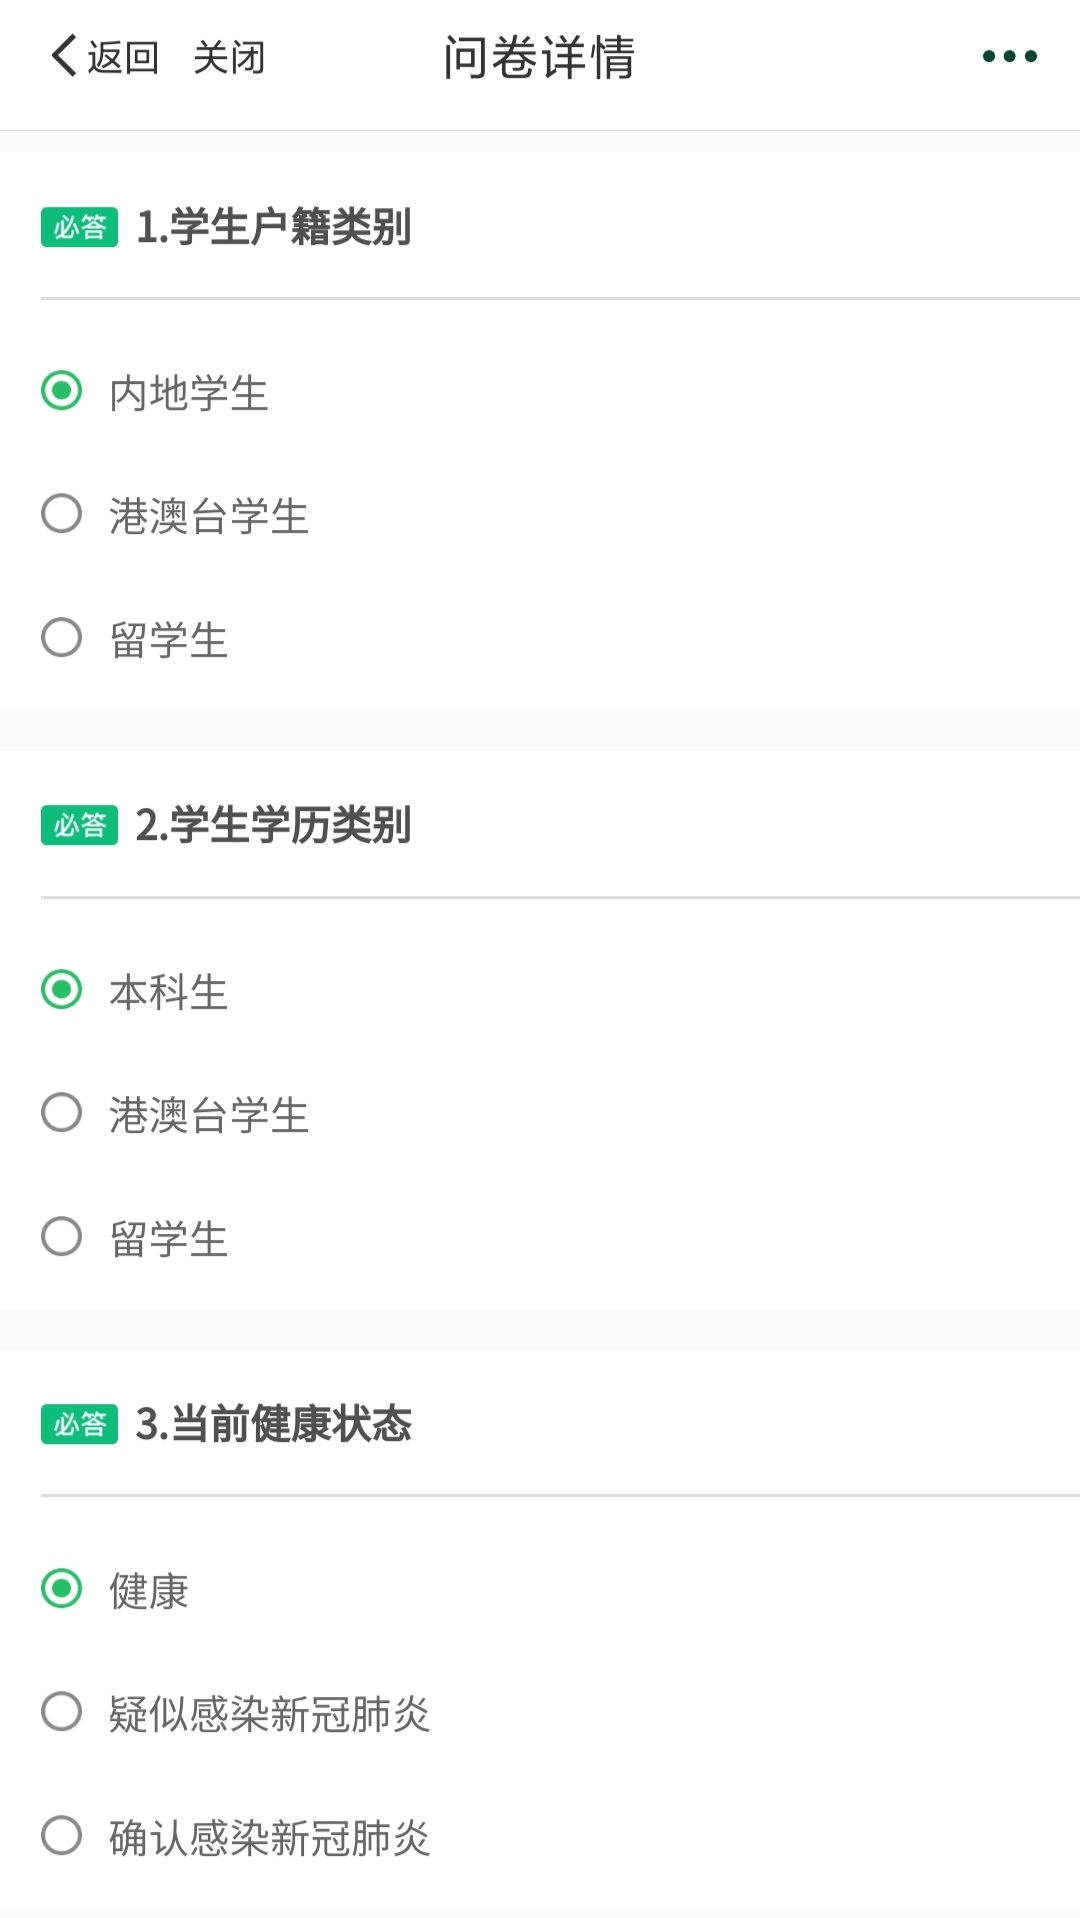 返回 关闭 问卷详情
必答 1.学生户籍类别
内地学生
港澳台学生
留学生
必答 2.学生学历类别
本科生
港澳台学生
留学生
必答 3.当前健康状态
健康
疑似感染新冠肺炎
确认感染新冠肺炎